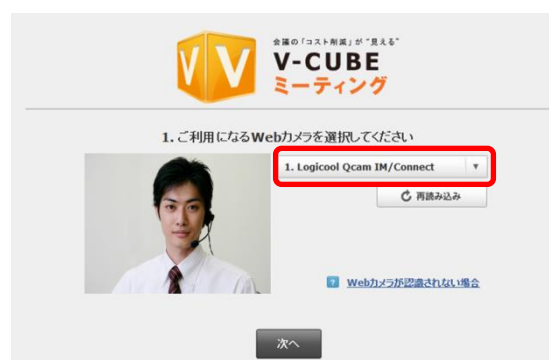 会議の「コスト削減」が“見える”
V-CUBE
ミーティング
1. ご利用になるWebカメラを選択してください
1. Logicool Qcam IM/Connect
再読み込み
? Webカメラが認識されない場合
次へ